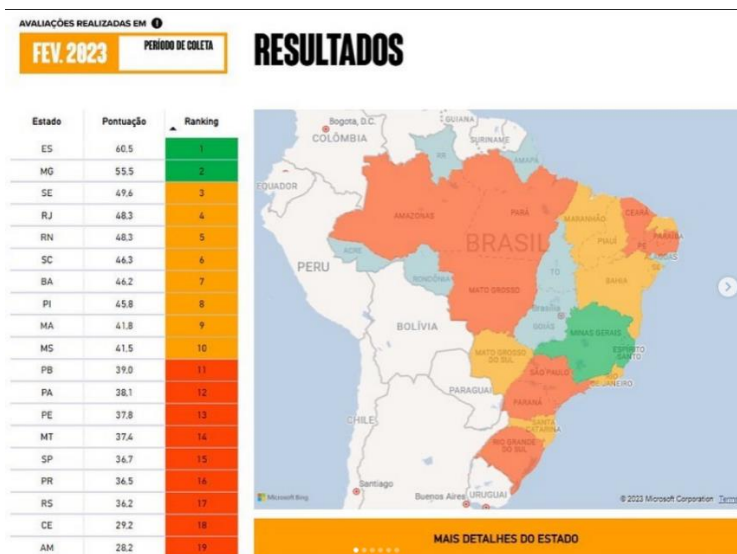 AVALIAÇÕES REALIZADAS EM
FEV. 2023
PERÍODO DE COLETA
RESULTADOS
Estado Pontuação Ranking
ES 60,5 1
MG 55,5 2
SE 49,6 3
RJ 48,3 4
RN 48,3 5
SC 46,3 6
BA 46,2 7
PI 45,8 8
MA 41,8 9
MS 41,5 10
PB 39,0 11
PA 38,1 12
PE 37,8 13
MT 37,4 14
SP 36,7 15
PR 36,5 16
RS 36,2 17
CE 29,2 18
AM 28,2 19
Bogota, D.C.
COLÔMBIA
GUIANA
SURINAME
RR
AMAPÁ
EQUADOR
AMAZONAS
PARÁ
MARANHÃO
CEARÁ
PARAÍBA
PIAUÍ
PE
BRASIL
ACRE
RONDÔNIA
TO
SE
PERU
MATO GROSSO
BAHIA
Brasília
GOIÁS
BOLÍVIA
MINAS GERAIS
MATO GROSSO
DO SUL
ESPÍRITO
SANTO
SÃO PAULO
RIO
DE JANEIRO
PARAGUAI
PARANÁ
CHILE
SANTA
CATARINA
RIO GRANDE
DO SUL
Santiago
Buenos Aires
URUGUAI
Microsoft Bing
© 2023 Microsoft Corporation
Terms
MAIS DETALHES DO ESTADO